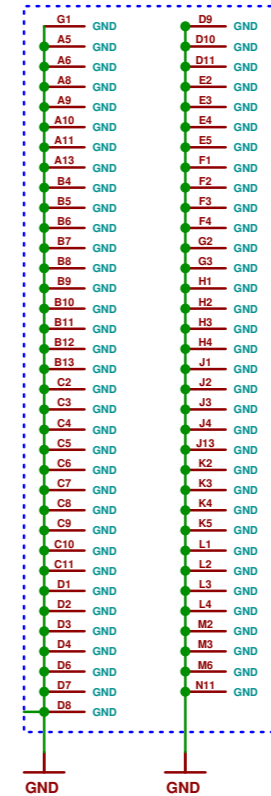 G1 GND
A5 GND
A6 GND
A8 GND
A9 GND
A10 GND
A11 GND
A13 GND
B4 GND
B5 GND
B6 GND
B7 GND
B8 GND
B9 GND
B10 GND
B11 GND
B12 GND
B13 GND
C2 GND
C3 GND
C4 GND
C5 GND
C6 GND
C7 GND
C8 GND
C9 GND
C10 GND
C11 GND
D1 GND
D2 GND
D3 GND
D4 GND
D6 GND
D7 GND
D8 GND
GND
D9 GND
D10 GND
D11 GND
E2 GND
E3 GND
E4 GND
E5 GND
F1 GND
F2 GND
F3 GND
F4 GND
G2 GND
G3 GND
H1 GND
H2 GND
H3 GND
H4 GND
J1 GND
J2 GND
J3 GND
J4 GND
J13 GND
K2 GND
K3 GND
K4 GND
K5 GND
L1 GND
L2 GND
L3 GND
L4 GND
M2 GND
M3 GND
M6 GND
N11 GND
GND